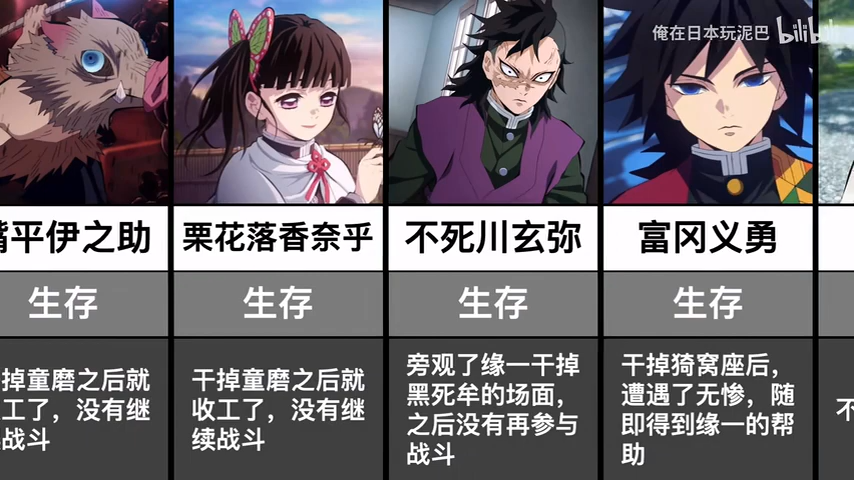 俺在日本玩泥巴 bilibili
嘴平伊之助
栗花落香奈乎
不死川玄弥
富冈义勇
生存
生存
生存
生存
掉童磨之后就
工了，没有继
战斗
干掉童磨之后就
收工了，没有继
续战斗
旁观了缘一干掉
黑死牟的场面，
之后没有再参与
战斗
干掉猗窝座后，
遭遇了无惨，随
即得到缘一的帮
助
不